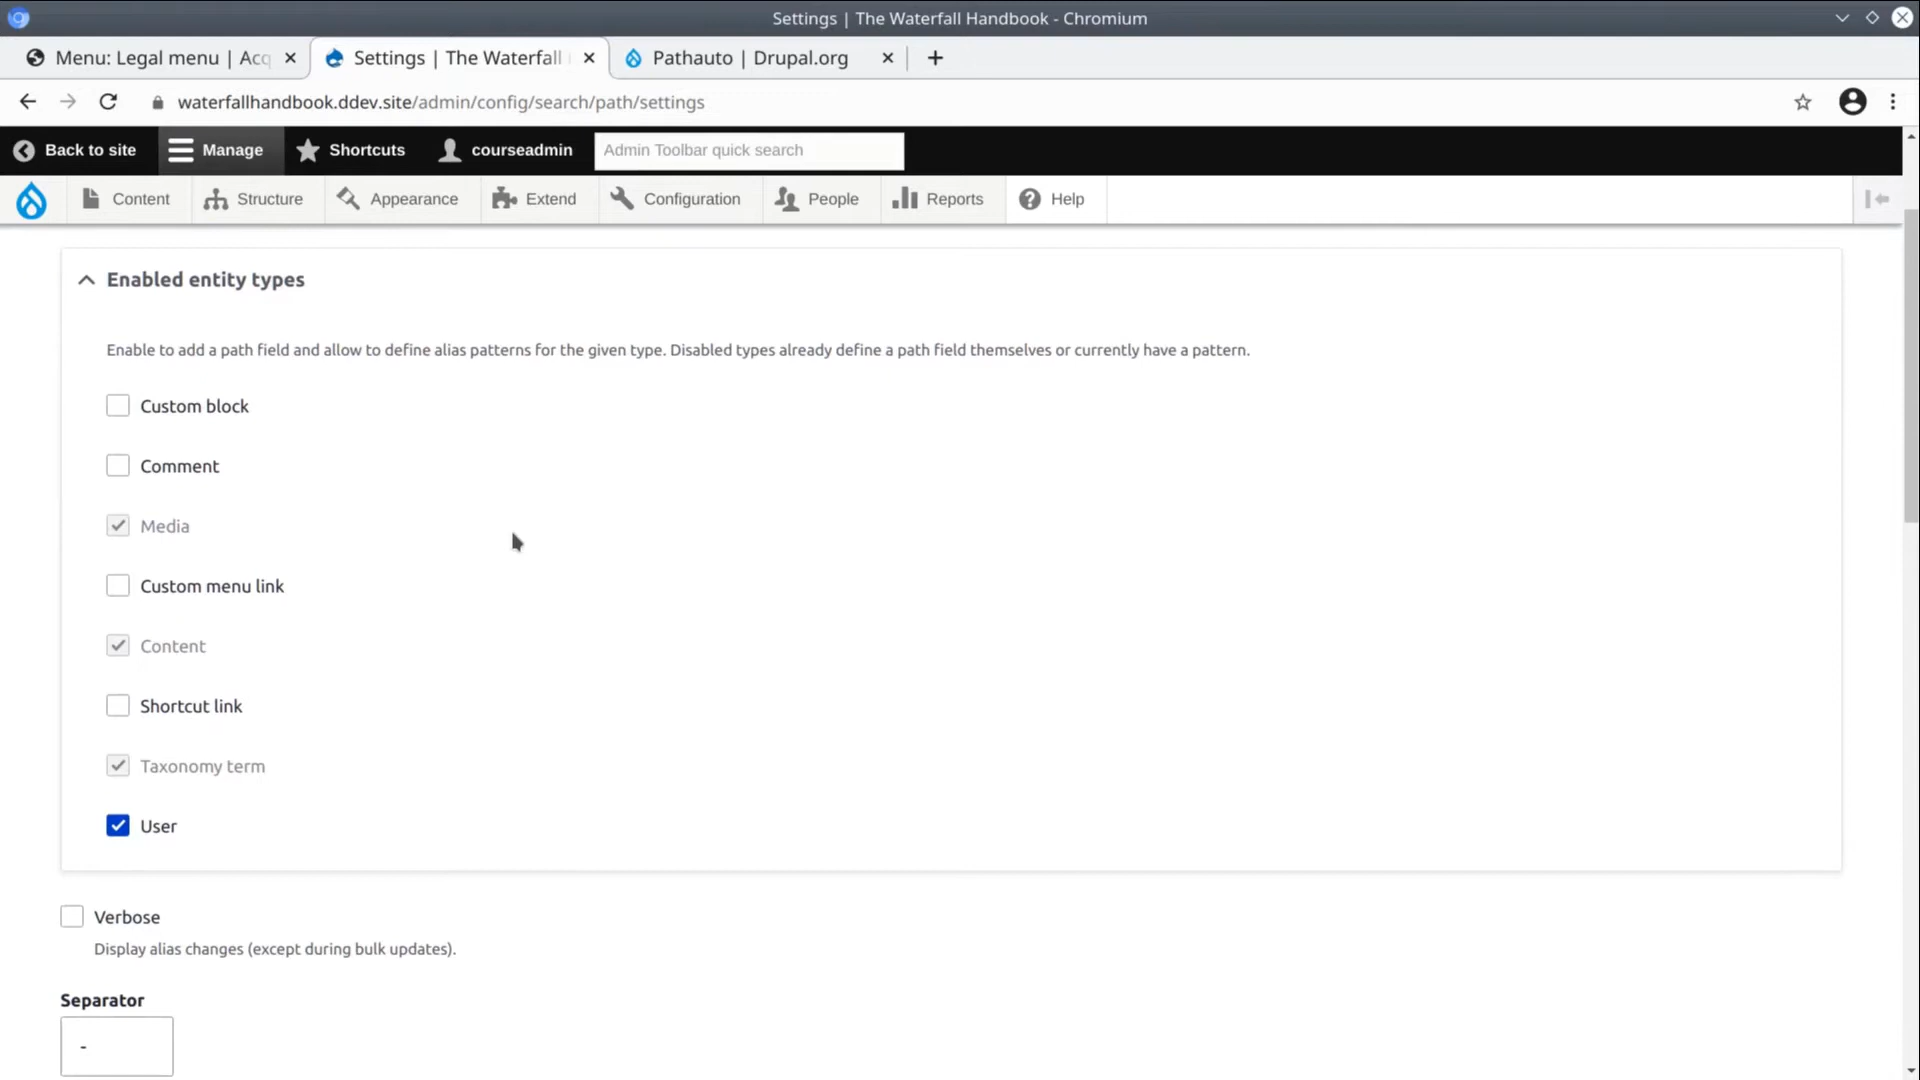 Settings | The Waterfall Handbook - Chromium
Menu: Legal menu | Acq
Settings | The Waterfall
Pathauto | Drupal.org
waterfallhandbook.ddev.site/admin/config/search/path/settings
Back to site
Manage
Shortcuts
courseadmin
Admin Toolbar quick search
Content
Structure
Appearance
Extend
Configuration
People
Reports
Help
Enabled entity types
Enable to add a path field and allow to define alias patterns for the given type. Disabled types already define a path field themselves or currently have a pattern.
Custom block
Comment
Media
Custom menu link
Content
Shortcut link
Taxonomy term
User
Verbose
Display alias changes (except during bulk updates).
Separator
-